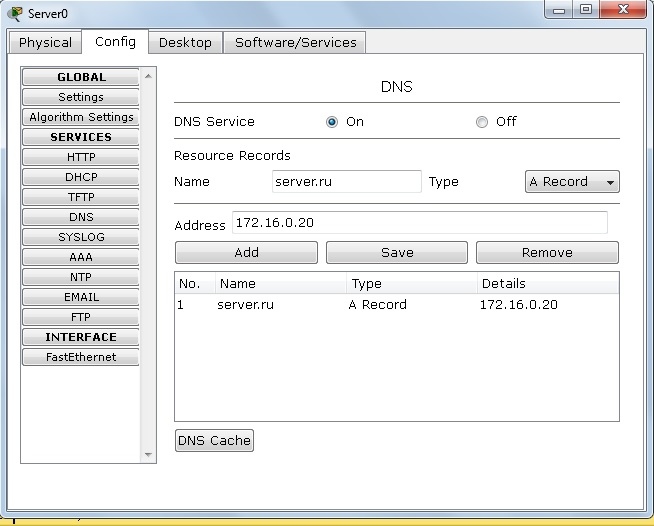 Server0
Physical Config Desktop Software/Services
GLOBAL
Settings
Algorithm Settings
SERVICES
HTTP
DHCP
TFTP
DNS
SYSLOG
AAA
NTP
EMAIL
FTP
INTERFACE
FastEthernet
DNS
DNS Service On Off
Resource Records
Name server.ru Type A Record
Address 172.16.0.20
Add Save Remove
No. Name Type Details
1 server.ru A Record 172.16.0.20
DNS Cache